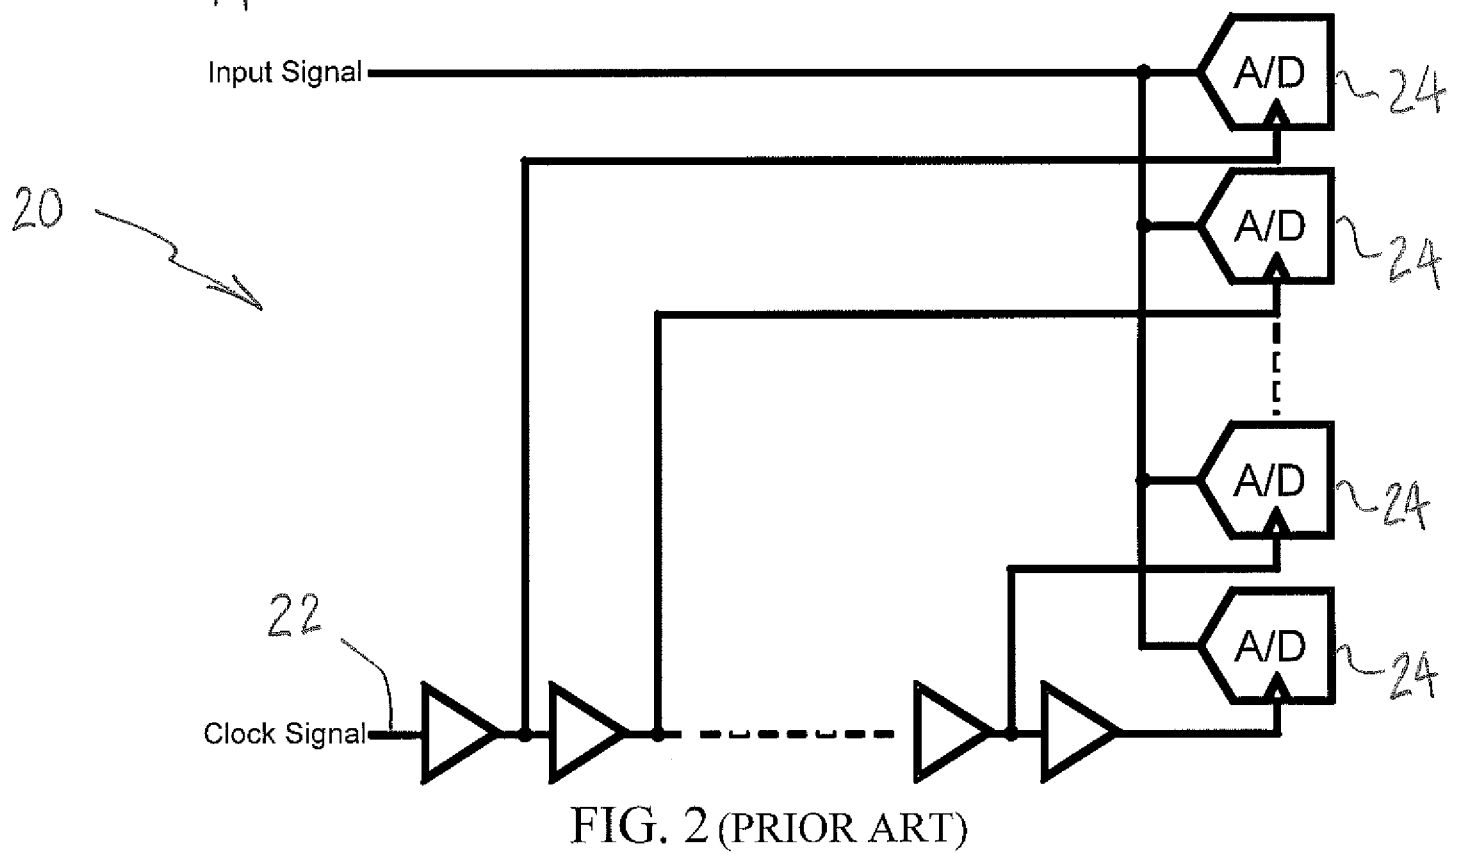 Input Signal
A/D
24
20
A/D
24
A/D
24
22
A/D
24
Clock Signal
FIG. 2 (PRIOR ART)